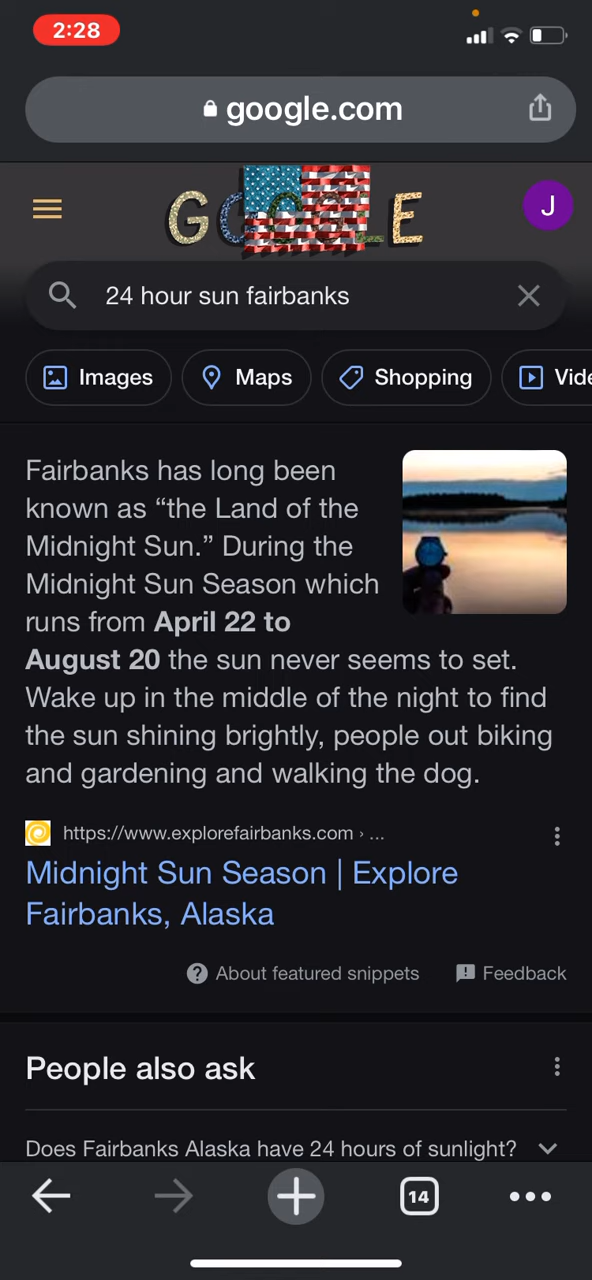 2:28
google.com
GOOGLE
J
24 hour sun fairbanks
Images
Maps
Shopping
Vide
Fairbanks has long been
known as “the Land of the
Midnight Sun.” During the
Midnight Sun Season which
runs from April 22 to
August 20 the sun never seems to set.
Wake up in the middle of the night to find
the sun shining brightly, people out biking
and gardening and walking the dog.
https://www.explorefairbanks.com › ...
Midnight Sun Season | Explore
Fairbanks, Alaska
About featured snippets
Feedback
People also ask
Does Fairbanks Alaska have 24 hours of sunlight?
14